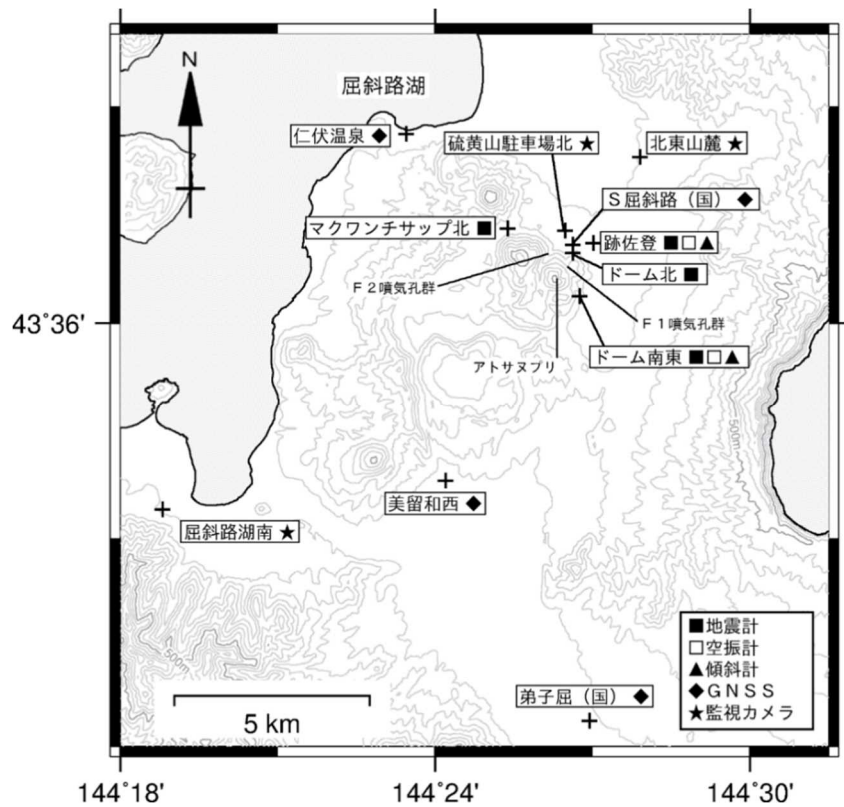 N
屈斜路湖
仁伏温泉 ◆
硫黄山駐車場北 ★
北東山麓 ★
S屈斜路（国） ◆
マクワンチサップ北 ■
跡佐登 ■□▲
ドーム北 ■
F2噴気孔群
F1噴気孔群
43°36'
アトサヌプリ
ドーム南東 ■□▲
500m
美留和西 ◆
屈斜路湖南 ★
500m
■地震計
□空振計
▲傾斜計
◆GNSS
★監視カメラ
弟子屈（国） ◆
5 km
144°18'
144°24'
144°30'